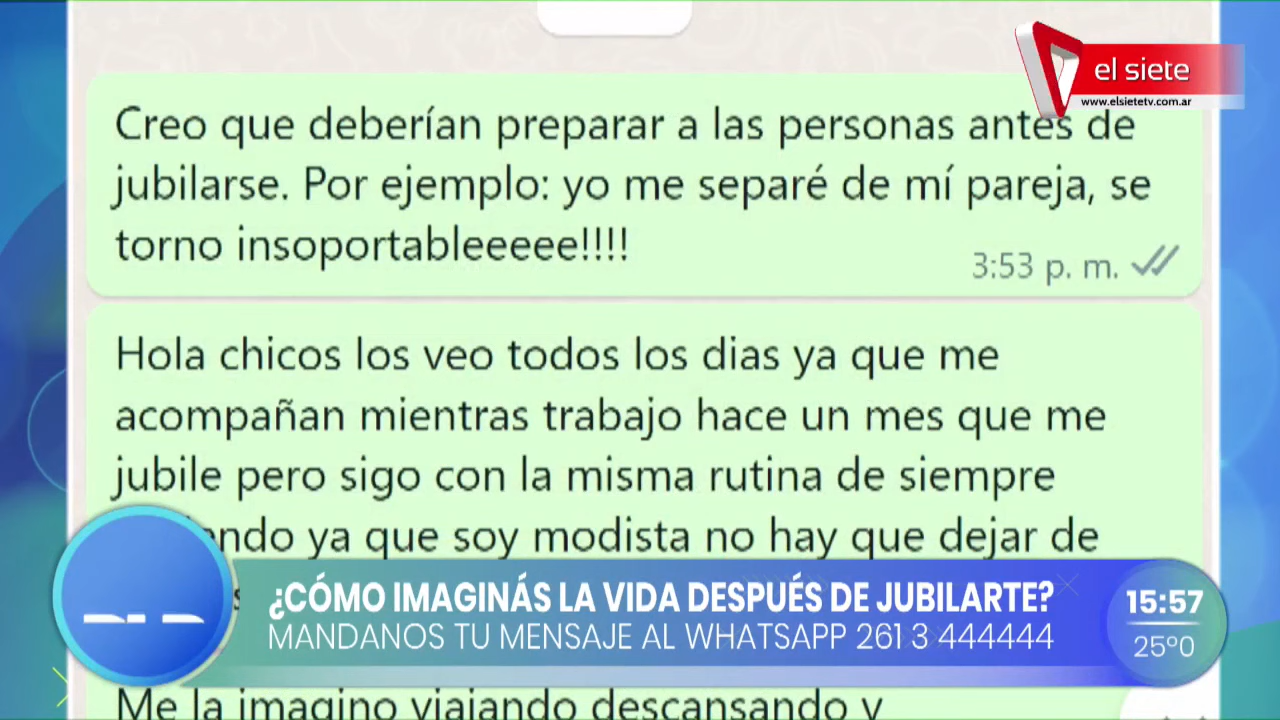 el siete
www.elsietetv.com.ar
Creo que deberían preparar a las personas antes de
jubilarse. Por ejemplo: yo me separé de mí pareja, se
torno insoportableeeee!!!!
3:53 p. m.
Hola chicos los veo todos los dias ya que me
acompañan mientras trabajo hace un mes que me
jubile pero sigo con la misma rutina de siempre
ya que soy modista no hay que dejar de
¿CÓMO IMAGINÁS LA VIDA DESPUÉS DE JUBILARTE?
MANDANOS TU MENSAJE AL WHATSAPP 261 3 444444
15:57
25º0
Me la imagino viajando descansando y